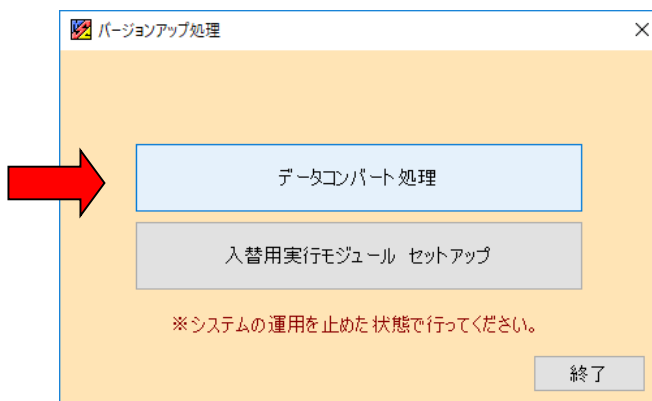 バージョンアップ処理
データコンバート処理
入替用実行モジュール セットアップ
※システムの運用を止めた状態で行ってください。
終了